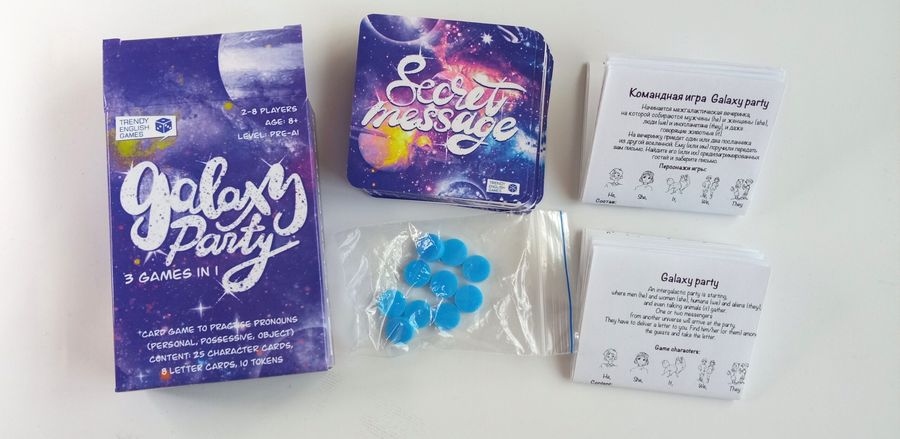 2-8 PLAYERS
AGE: 8+
LEVEL: PRE-A1
TRENDY
ENGLISH
GAMES
Galaxy
Party
3 GAMES IN 1
*CARD GAME TO PRACTISE PRONOUNS
(PERSONAL, POSSESSIVE, OBJECT)
CONTENT: 25 CHARACTER CARDS,
8 LETTER CARDS, 10 TOKENS
Secret
message
TRENDY
ENGLISH
GAMES
Командная игра Galaxy party
Начинается межгалактическая вечеринка,
на которой собираются мужчины (he) и женщины (she),
люди (we) и инопланетяне (they), и даже
говорящие животные (it).
На вечеринку придет один или два посланника
из другой вселенной. Ему (или им) поручили передать
вам письмо. Найдите его (или их) среди
гостей и заберите письмо.
Персонажи игры:
He, She, It, We, They
Состав:
Galaxy party
An intergalactic party is starting,
where men (he) and women (she), humans (we) and aliens (they),
and even talking animals (it) gather.
One or two messengers
from another universe will arrive at the party.
They have to deliver a letter to you. Find him/her (or them) among
the guests and take the letter.
Game characters:
He, She, It, We, They
Content: